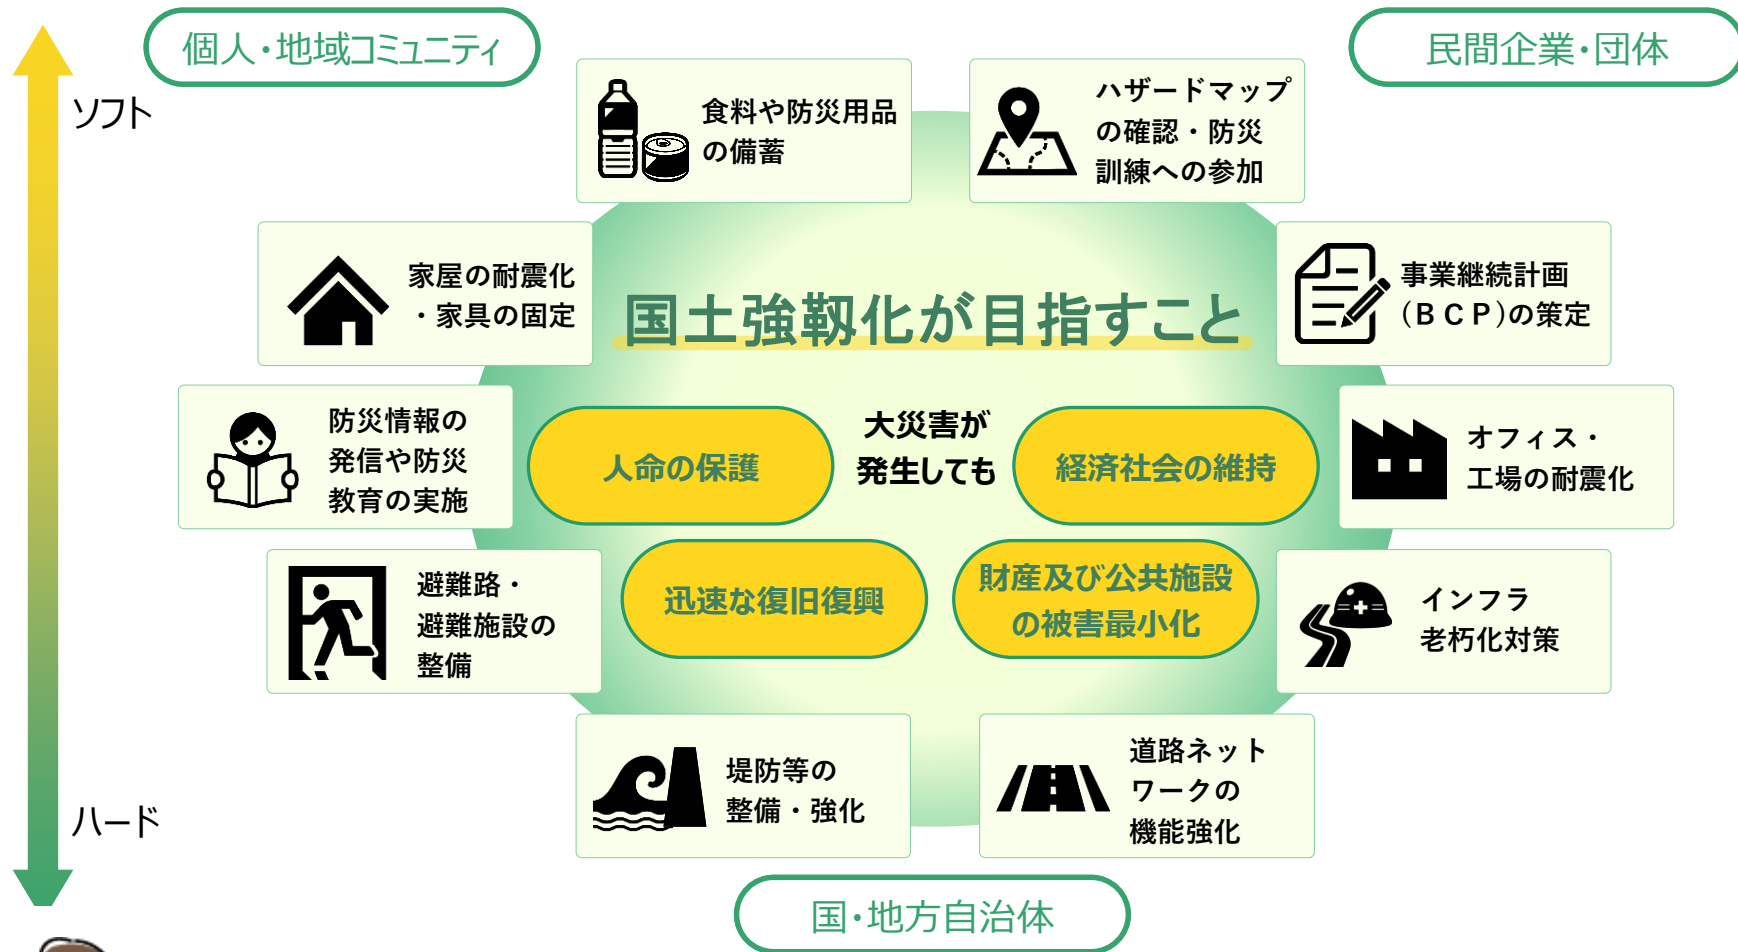 個人・地域コミュニティ
民間企業・団体
ソフト
食料や防災用品
の備蓄
ハザードマップ
の確認・防災
訓練への参加
家屋の耐震化
・家具の固定
国土強靱化が目指すこと
事業継続計画
(BCP)の策定
防災情報の
発信や防災
教育の実施
人命の保護
大災害が
発生しても
経済社会の維持
オフィス・
工場の耐震化
避難路・
避難施設の
整備
迅速な復旧復興
財産及び公共施設
の被害最小化
インフラ
老朽化対策
ハード
堤防等の
整備・強化
道路ネット
ワークの
機能強化
国・地方自治体